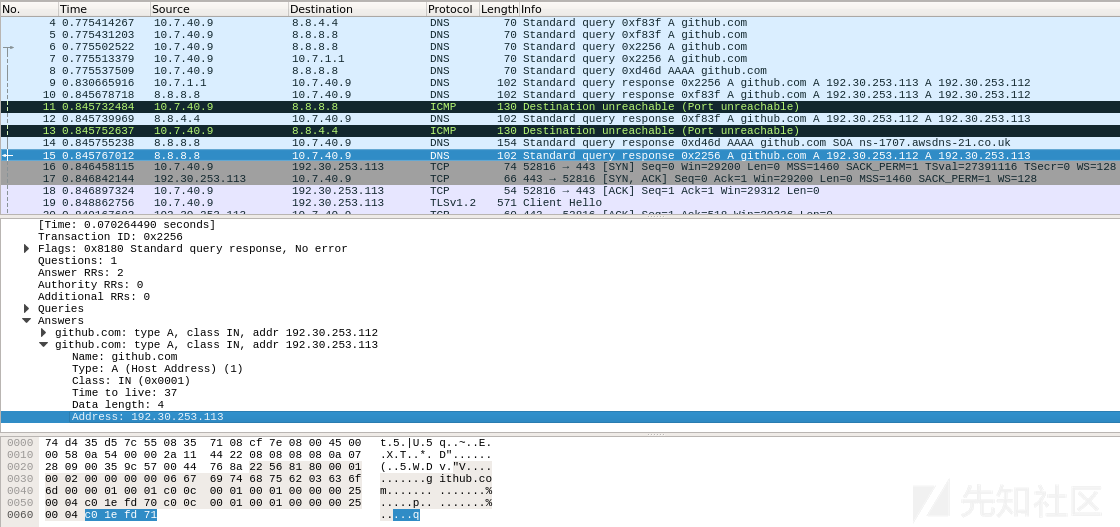 No. Time Source Destination Protocol Length Info
4 0.775414267 10.7.40.9 8.8.4.4 DNS 70 Standard query 0xf83f A github.com
5 0.775431203 10.7.40.9 8.8.8.8 DNS 70 Standard query 0xf83f A github.com
6 0.775502522 10.7.40.9 8.8.8.8 DNS 70 Standard query 0x2256 A github.com
7 0.775513379 10.7.40.9 10.7.1.1 DNS 70 Standard query 0x2256 A github.com
8 0.775537509 10.7.40.9 8.8.8.8 DNS 70 Standard query 0xd46d AAAA github.com
9 0.830665916 10.7.1.1 10.7.40.9 DNS 102 Standard query response 0x2256 A github.com A 192.30.253.113 A 192.30.253.112
10 0.845678718 8.8.8.8 10.7.40.9 DNS 102 Standard query response 0xf83f A github.com A 192.30.253.113 A 192.30.253.112
11 0.845732484 10.7.40.9 8.8.8.8 ICMP 130 Destination unreachable (Port unreachable)
12 0.845739969 8.8.4.4 10.7.40.9 DNS 102 Standard query response 0xf83f A github.com A 192.30.253.113 A 192.30.253.112
13 0.845752637 10.7.40.9 8.8.4.4 ICMP 130 Destination unreachable (Port unreachable)
14 0.845755238 8.8.8.8 10.7.40.9 DNS 154 Standard query response 0xd46d AAAA github.com SOA ns-1707.awsdns-21.co.uk
15 0.845767012 8.8.8.8 10.7.40.9 DNS 102 Standard query response 0x2256 A github.com A 192.30.253.112 A 192.30.253.113
16 0.846458115 10.7.40.9 192.30.253.113 TCP 74 52816 → 443 [SYN] Seq=0 Win=29200 Len=0 MSS=1460 SACK_PERM=1 TSval=27391116 TSecr=0 WS=128
17 0.846842144 192.30.253.113 10.7.40.9 TCP 66 443 → 52816 [SYN, ACK] Seq=0 Ack=1 Win=29200 Len=0 MSS=1460 SACK_PERM=1 WS=128
18 0.846897324 10.7.40.9 192.30.253.113 TCP 54 52816 → 443 [ACK] Seq=1 Ack=1 Win=29312 Len=0
19 0.848862756 10.7.40.9 192.30.253.113 TLSv1.2 571 Client Hello
[Time: 0.070264490 seconds]
Transaction ID: 0x2256
Flags: 0x8180 Standard query response, No error
Questions: 1
Answer RRs: 2
Authority RRs: 0
Additional RRs: 0
Queries
Answers
github.com: type A, class IN, addr 192.30.253.112
github.com: type A, class IN, addr 192.30.253.113
Name: github.com
Type: A (Host Address) (1)
Class: IN (0x0001)
Time to live: 37
Data length: 4
Address: 192.30.253.113
0000 74 d4 35 d5 7c 55 08 35 71 08 cf 7e 08 00 45 00 t.5.|U.5 q..~..E.
0010 00 58 0a 54 00 00 2a 11 44 22 08 08 08 08 0a 07 .X.T..*. D"......
0020 28 09 00 35 9c 57 00 44 76 8a 22 56 81 80 00 01 (..5.W.D v."V....
0030 00 02 00 00 00 00 06 67 69 74 68 75 62 03 63 6f .......g ithub.co
0040 6d 00 00 01 00 01 c0 0c 00 01 00 01 00 00 00 25 m....... .......%
0050 00 04 c0 1e fd 70 c0 0c 00 01 00 01 00 00 00 25 .....p.. .......%
0060 00 04 c0 1e fd 71 .....q
先知社区